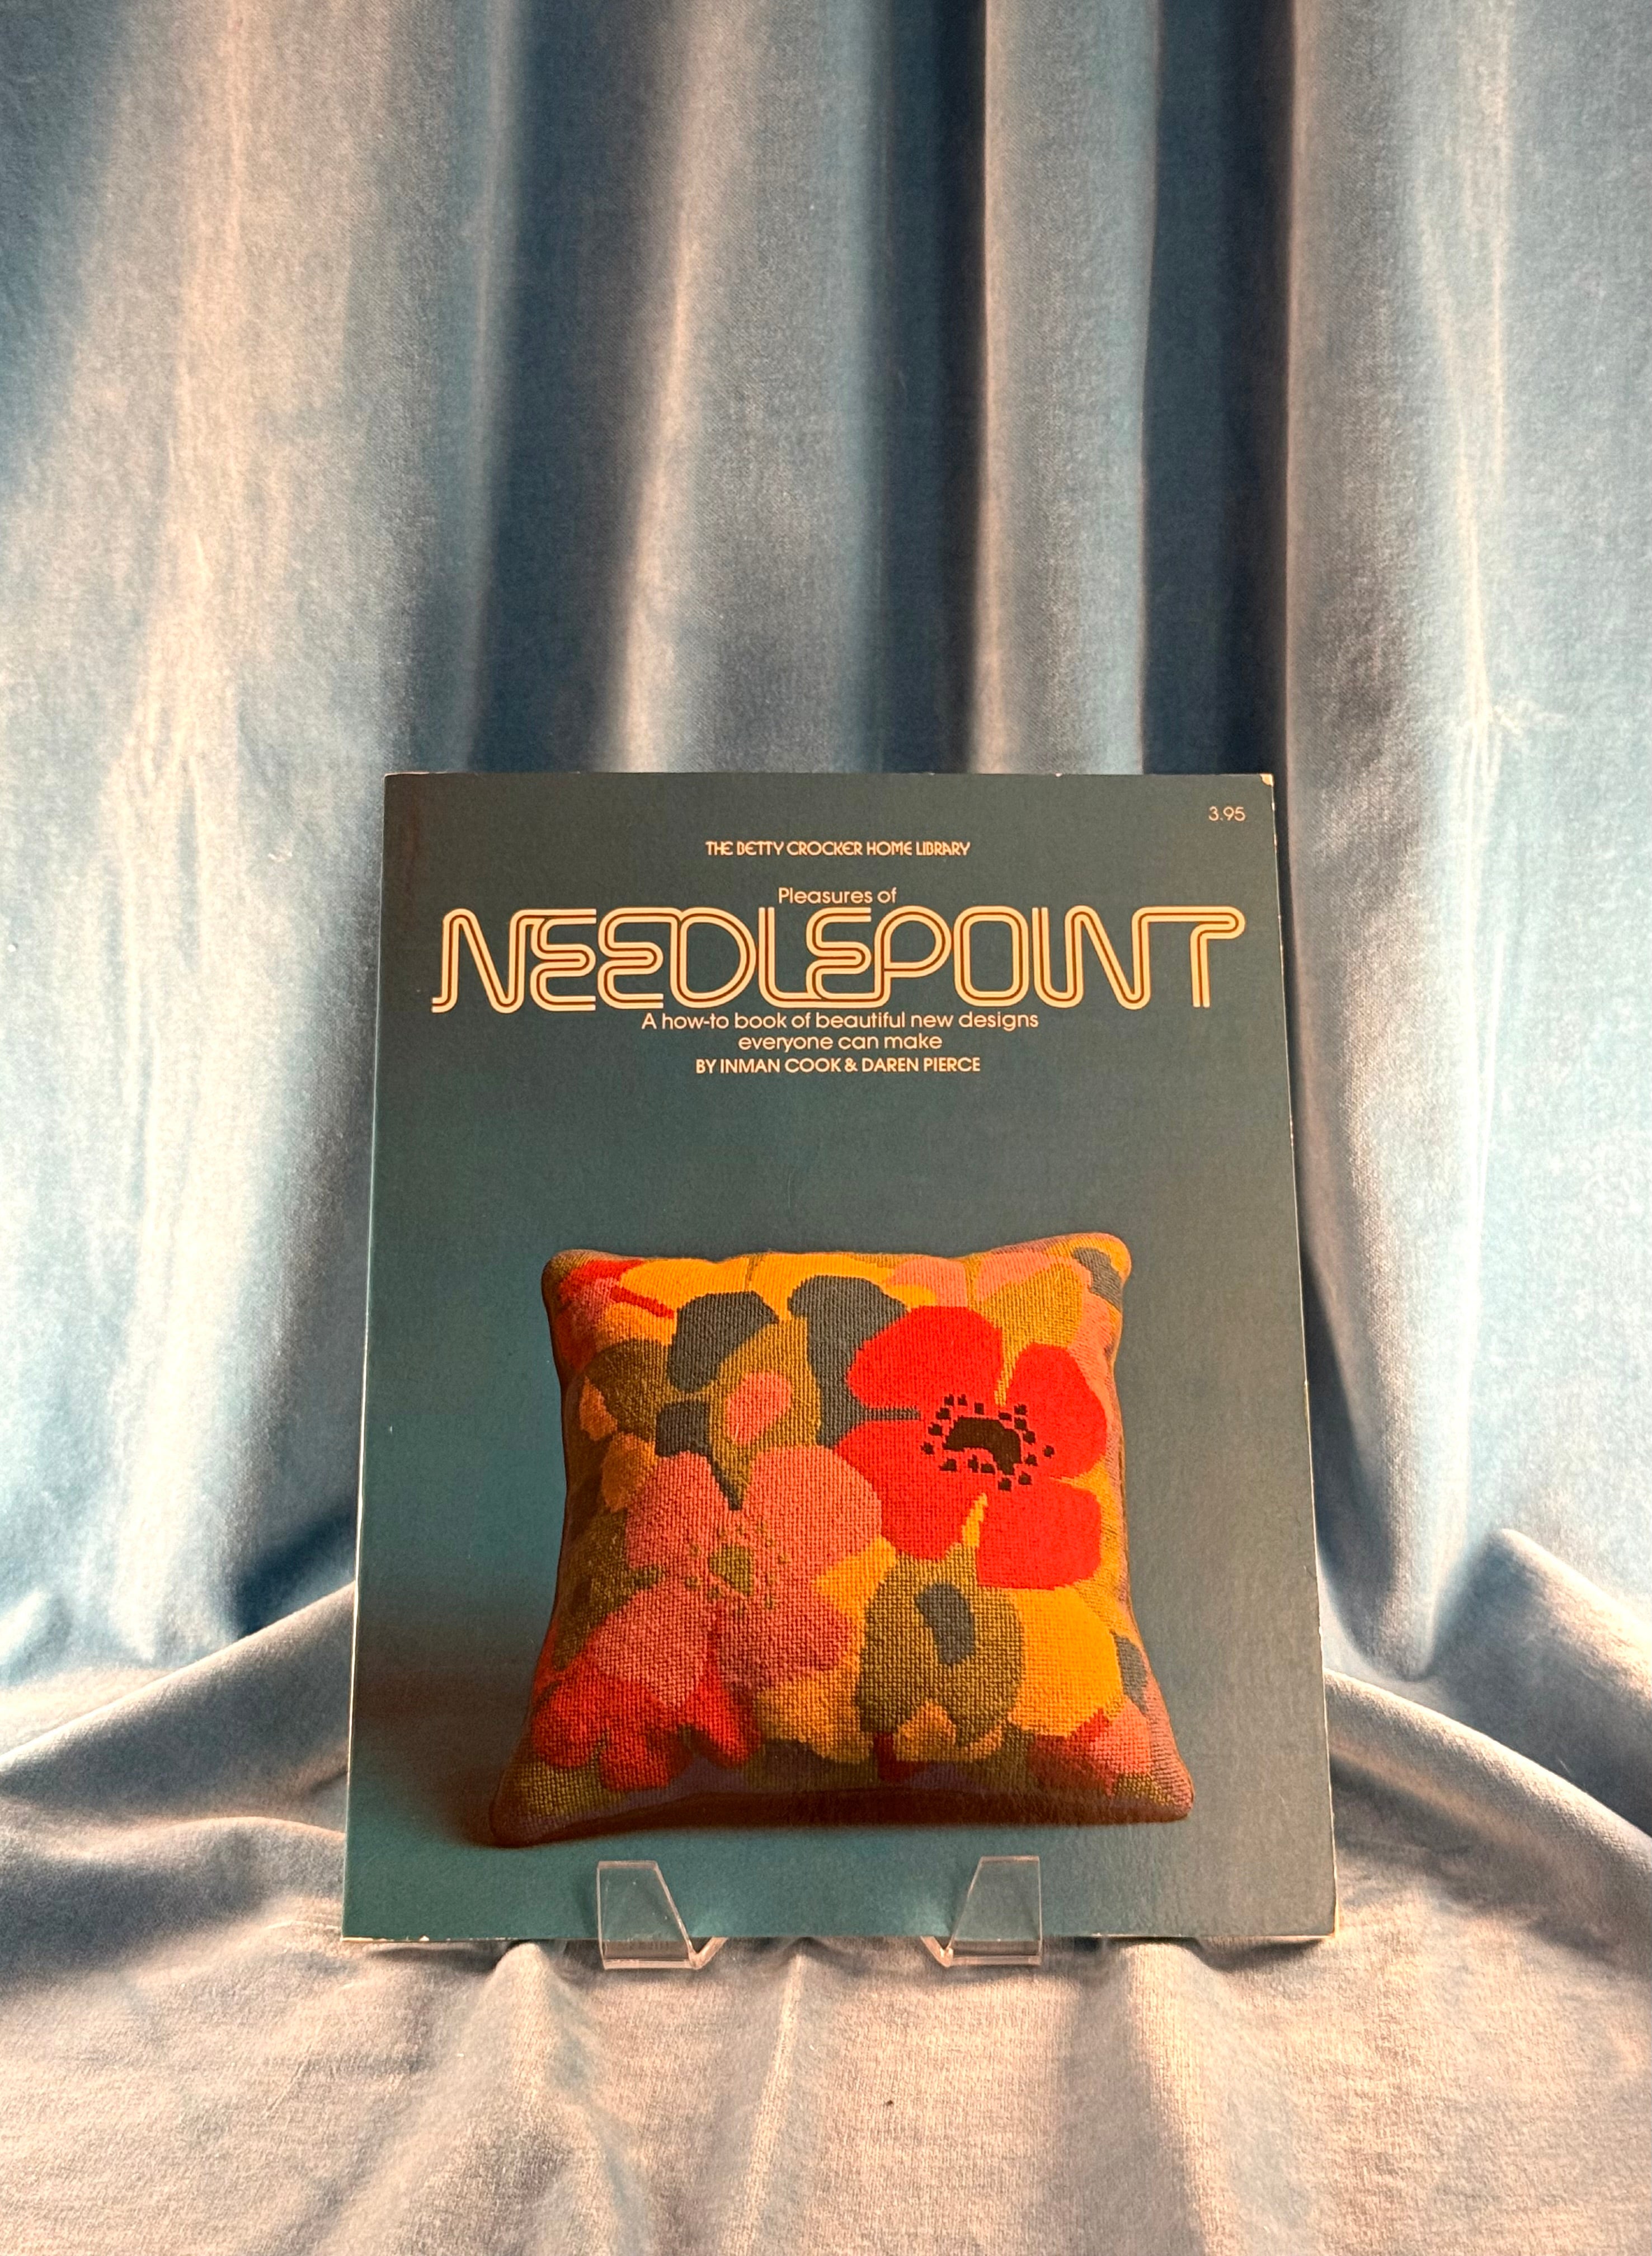 3.95
THE BETTY CROCKER HOME LIBRARY
Pleasures of
NEEDLEPOINT
A how-to book of beautiful new designs
everyone can make
BY INMAN COOK & DAREN PIERCE